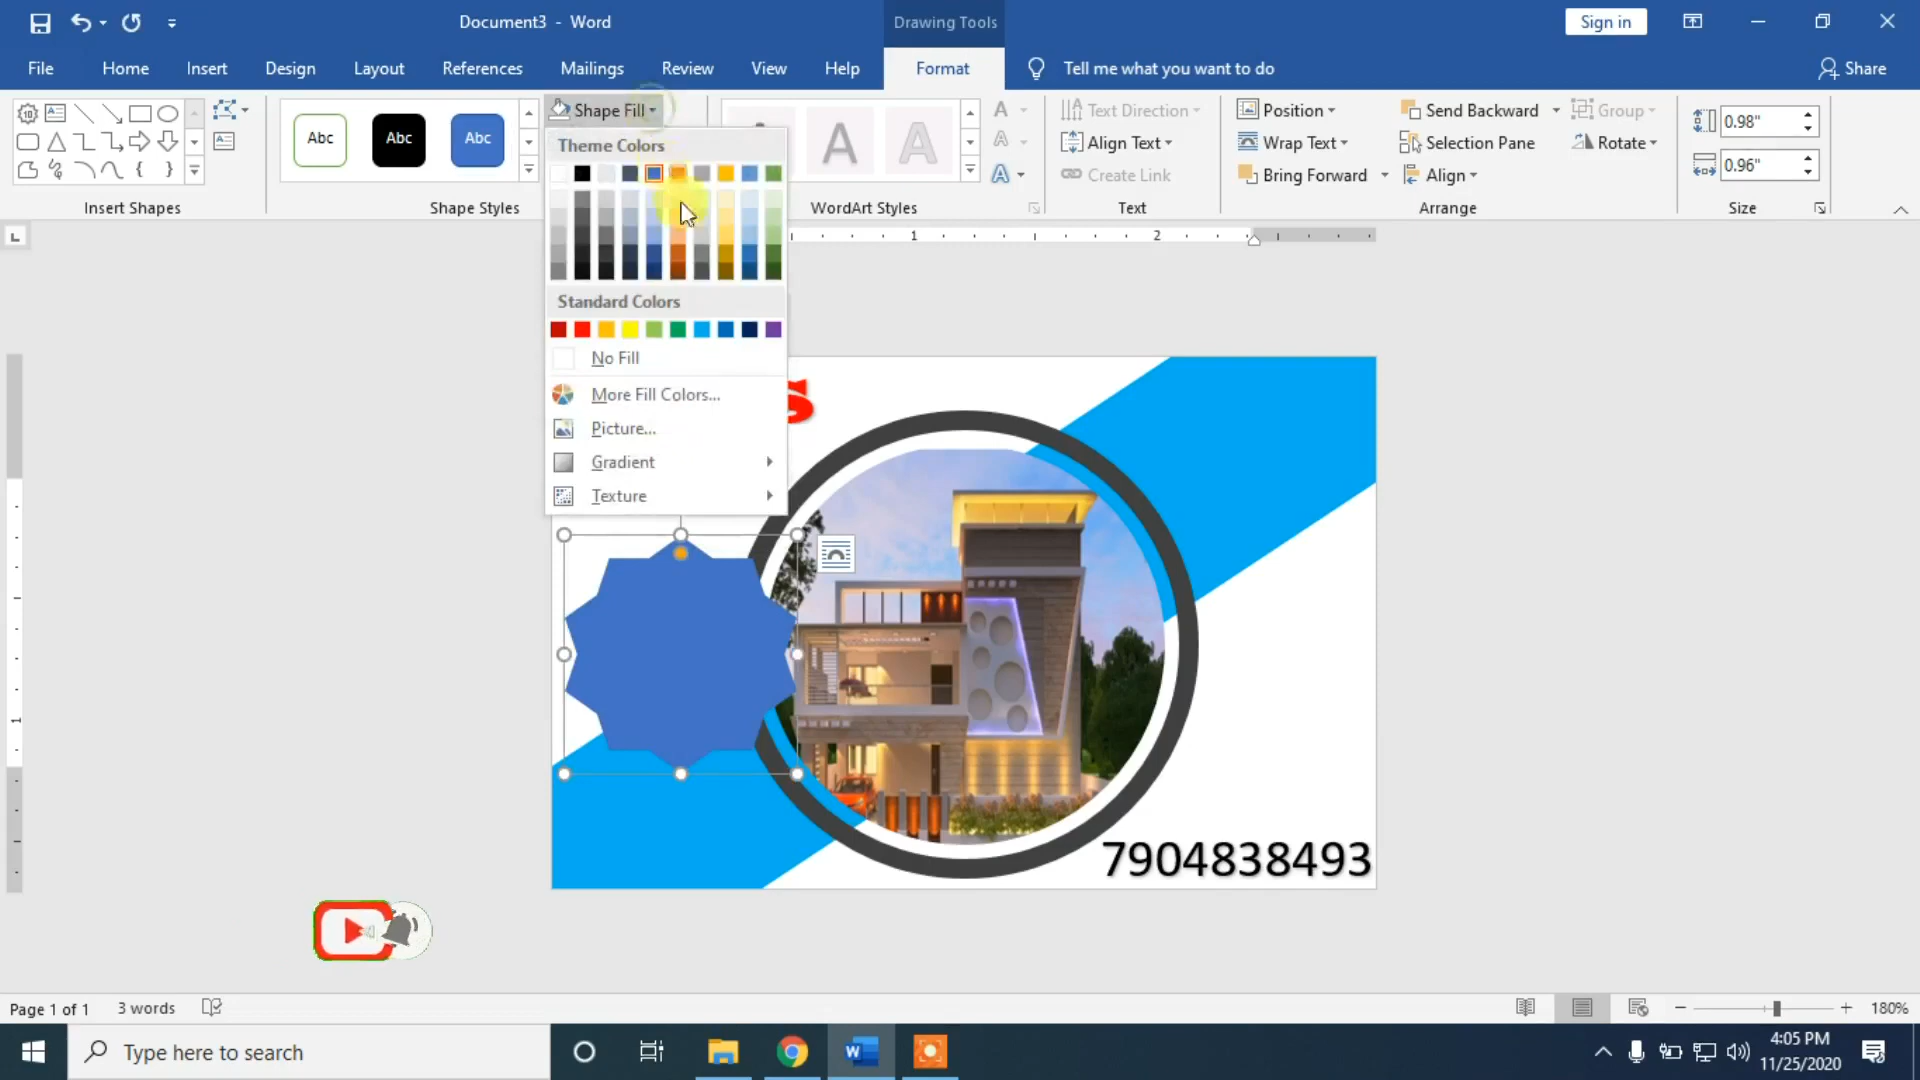 Document3 - Word
Drawing Tools
Sign in
File
Home
Insert
Design
Layout
References
Mailings
Review
View
Help
Format
Tell me what you want to do
Share
Abc
Abc
Abc
Shape Fill
Text Direction
Align Text
Create Link
Position
Wrap Text
Bring Forward
Send Backward
Selection Pane
Align
Group
Rotate
0.98"
0.96"
Insert Shapes
Shape Styles
WordArt Styles
Text
Arrange
Size
Theme Colors
Standard Colors
No Fill
More Fill Colors...
Picture...
Gradient
Texture
1
2
S
1
7904838493
Page 1 of 1
3 words
180%
Type here to search
4:05 PM
11/25/2020